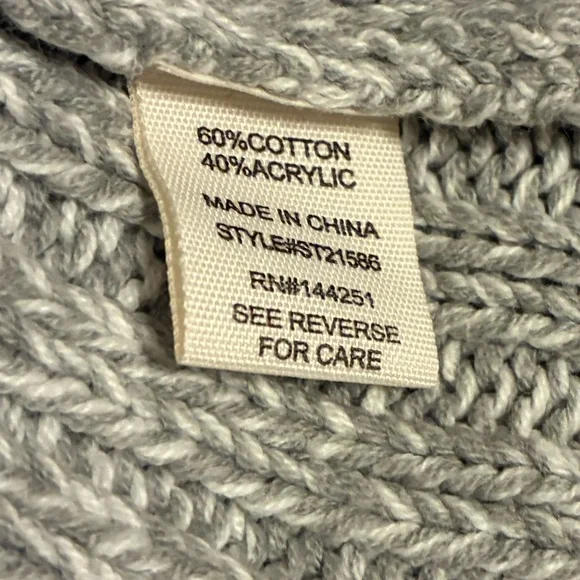 60%COTTON
40%ACRYLIC
MADE IN CHINA
STYLE#ST21586
RN#144251
SEE REVERSE
FOR CARE